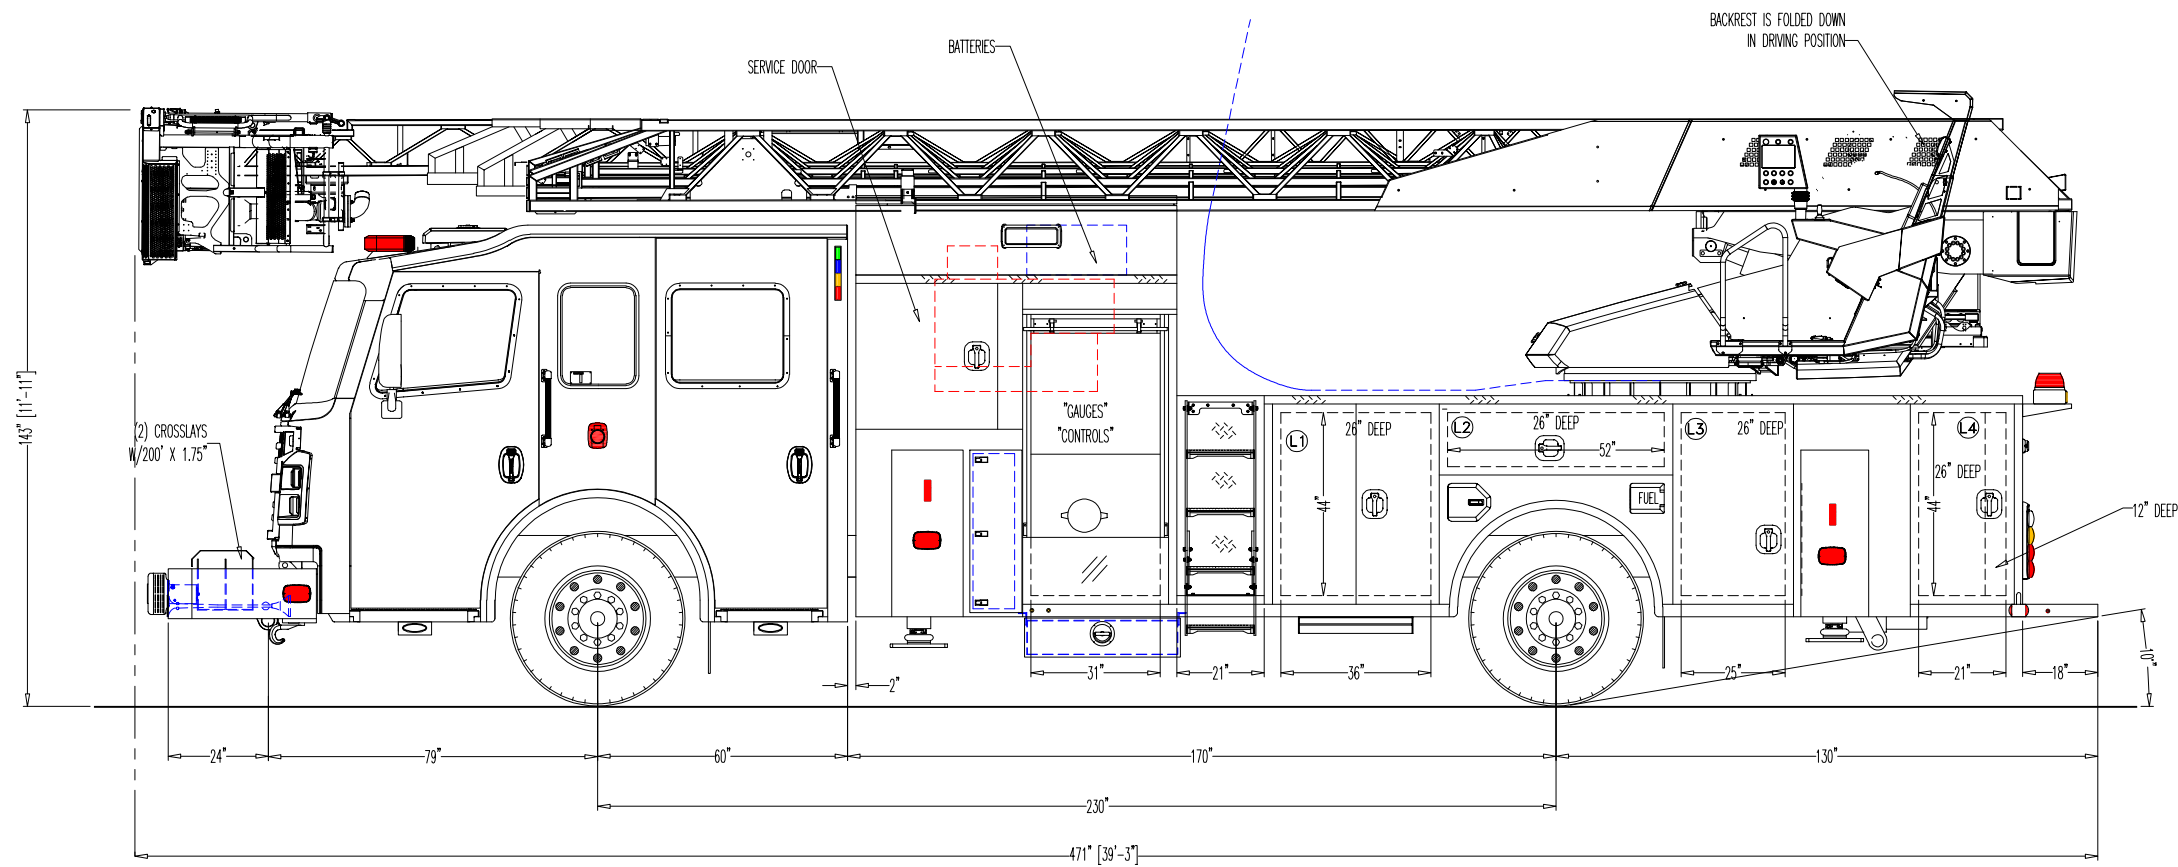 BACKREST IS FOLDED DOWN
IN DRIVING POSITION
BATTERIES
SERVICE DOOR
143" [11'-11"]
(2) CROSSLAYS
W/200' X 1.75"
"GAUGES"
"CONTROLS"
L1
26" DEEP
44"
L2
26" DEEP
52"
FUEL
L3
26" DEEP
L4
26" DEEP
44"
12" DEEP
2"
31"
21"
36"
25"
21"
18"
10°
24"
79"
60"
170"
130"
230"
471" [39'-3"]